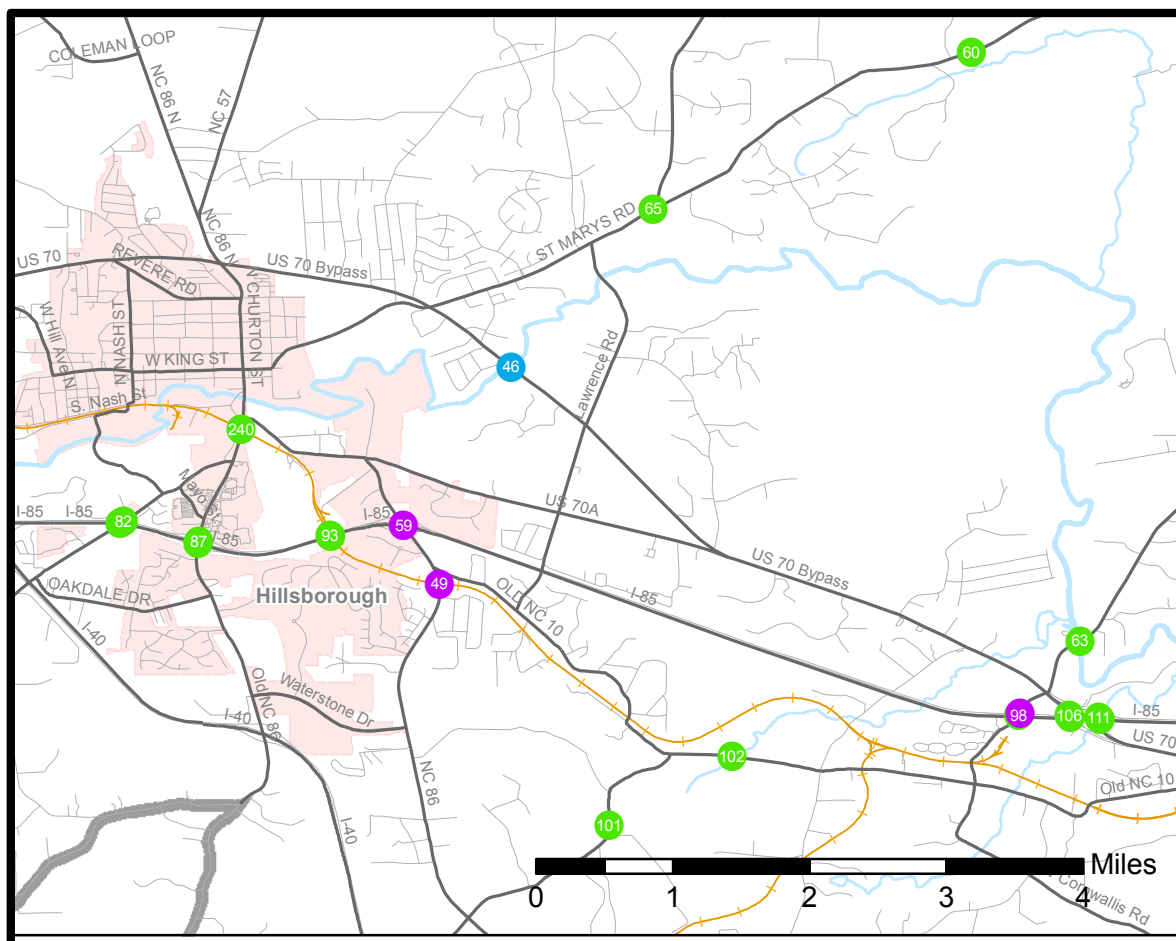 COLEMAN LOOP
60
NC 86 N
NC 57
65
ST MARYS RD
NC 86 N
US 70
REVERE RD
US 70 Bypass
N CHURTON ST
W Hill Ave N
N NASH ST
W KING ST
46
Lawrence Rd
S. Nash St
240
I-85
I-85
82
87
I-85
93
I-85
59
US 70A
49
OLD NC 10
I-85
US 70 Bypass
OAKDALE DR
Hillsborough
I-40
63
Old NC 86
Waterstone Dr
I-40
98
106
111
I-85
US 70
NC 86
102
Old NC 10
101
I-40
Miles
0
1
2
3
4
Cornwallis Rd